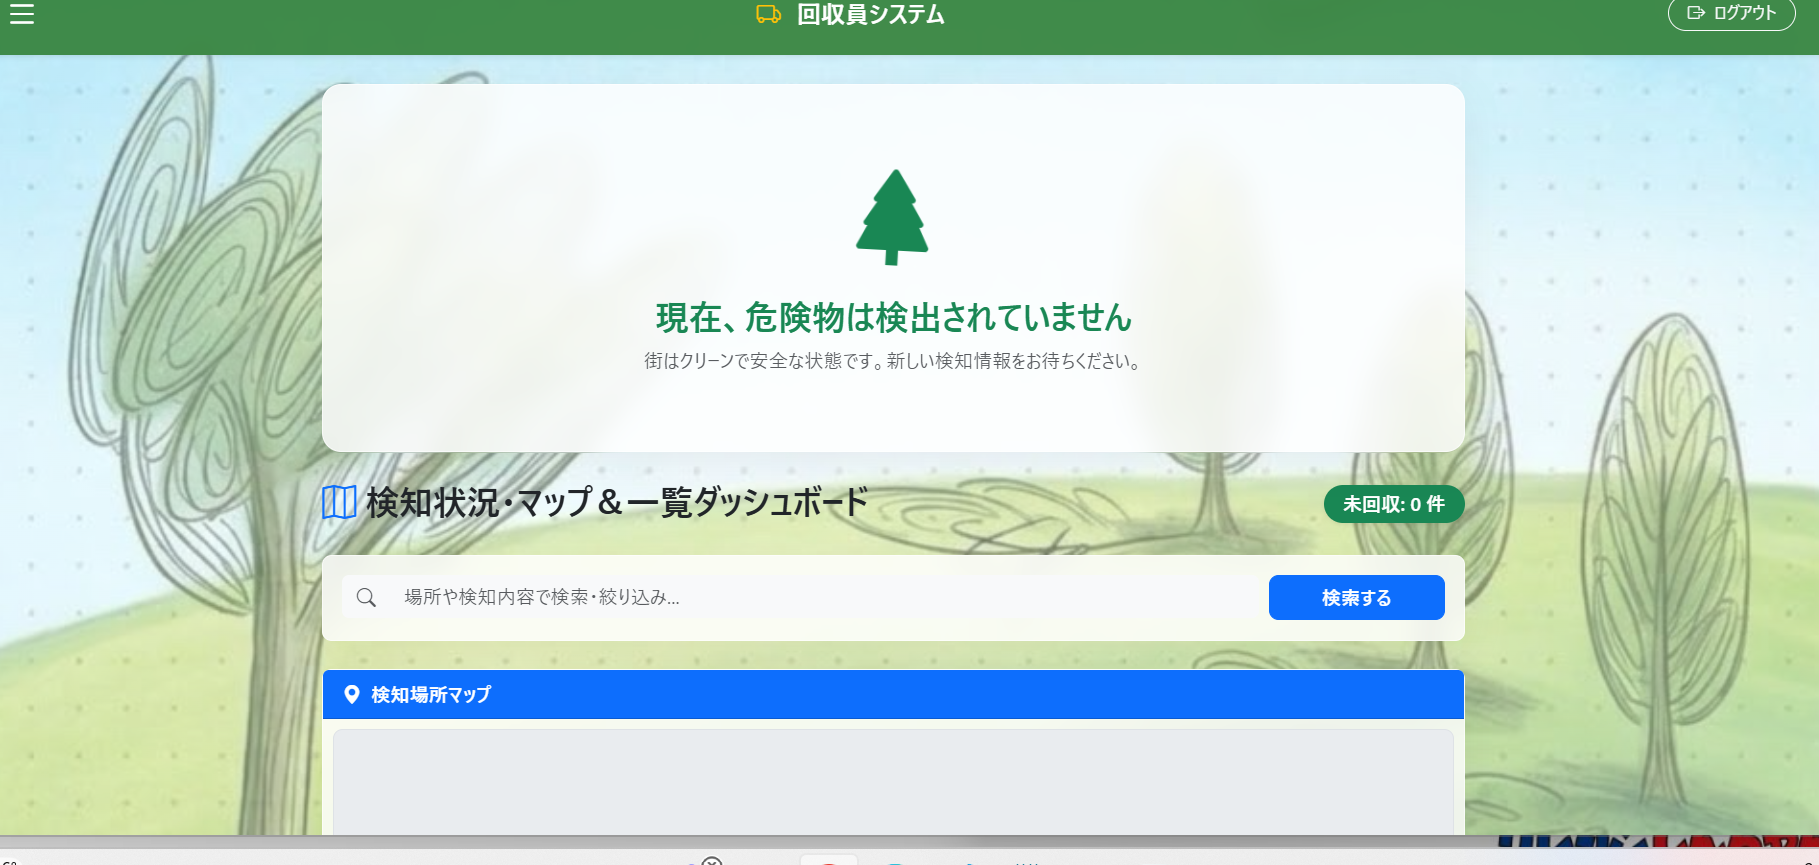 回収員システム
ログアウト
現在、危険物は検出されていません
街はクリーンで安全な状態です。新しい検知情報をお待ちください。
検知状況・マップ&一覧ダッシュボード
未回収: 0 件
場所や検知内容で検索・絞り込み...
検索する
検知場所マップ